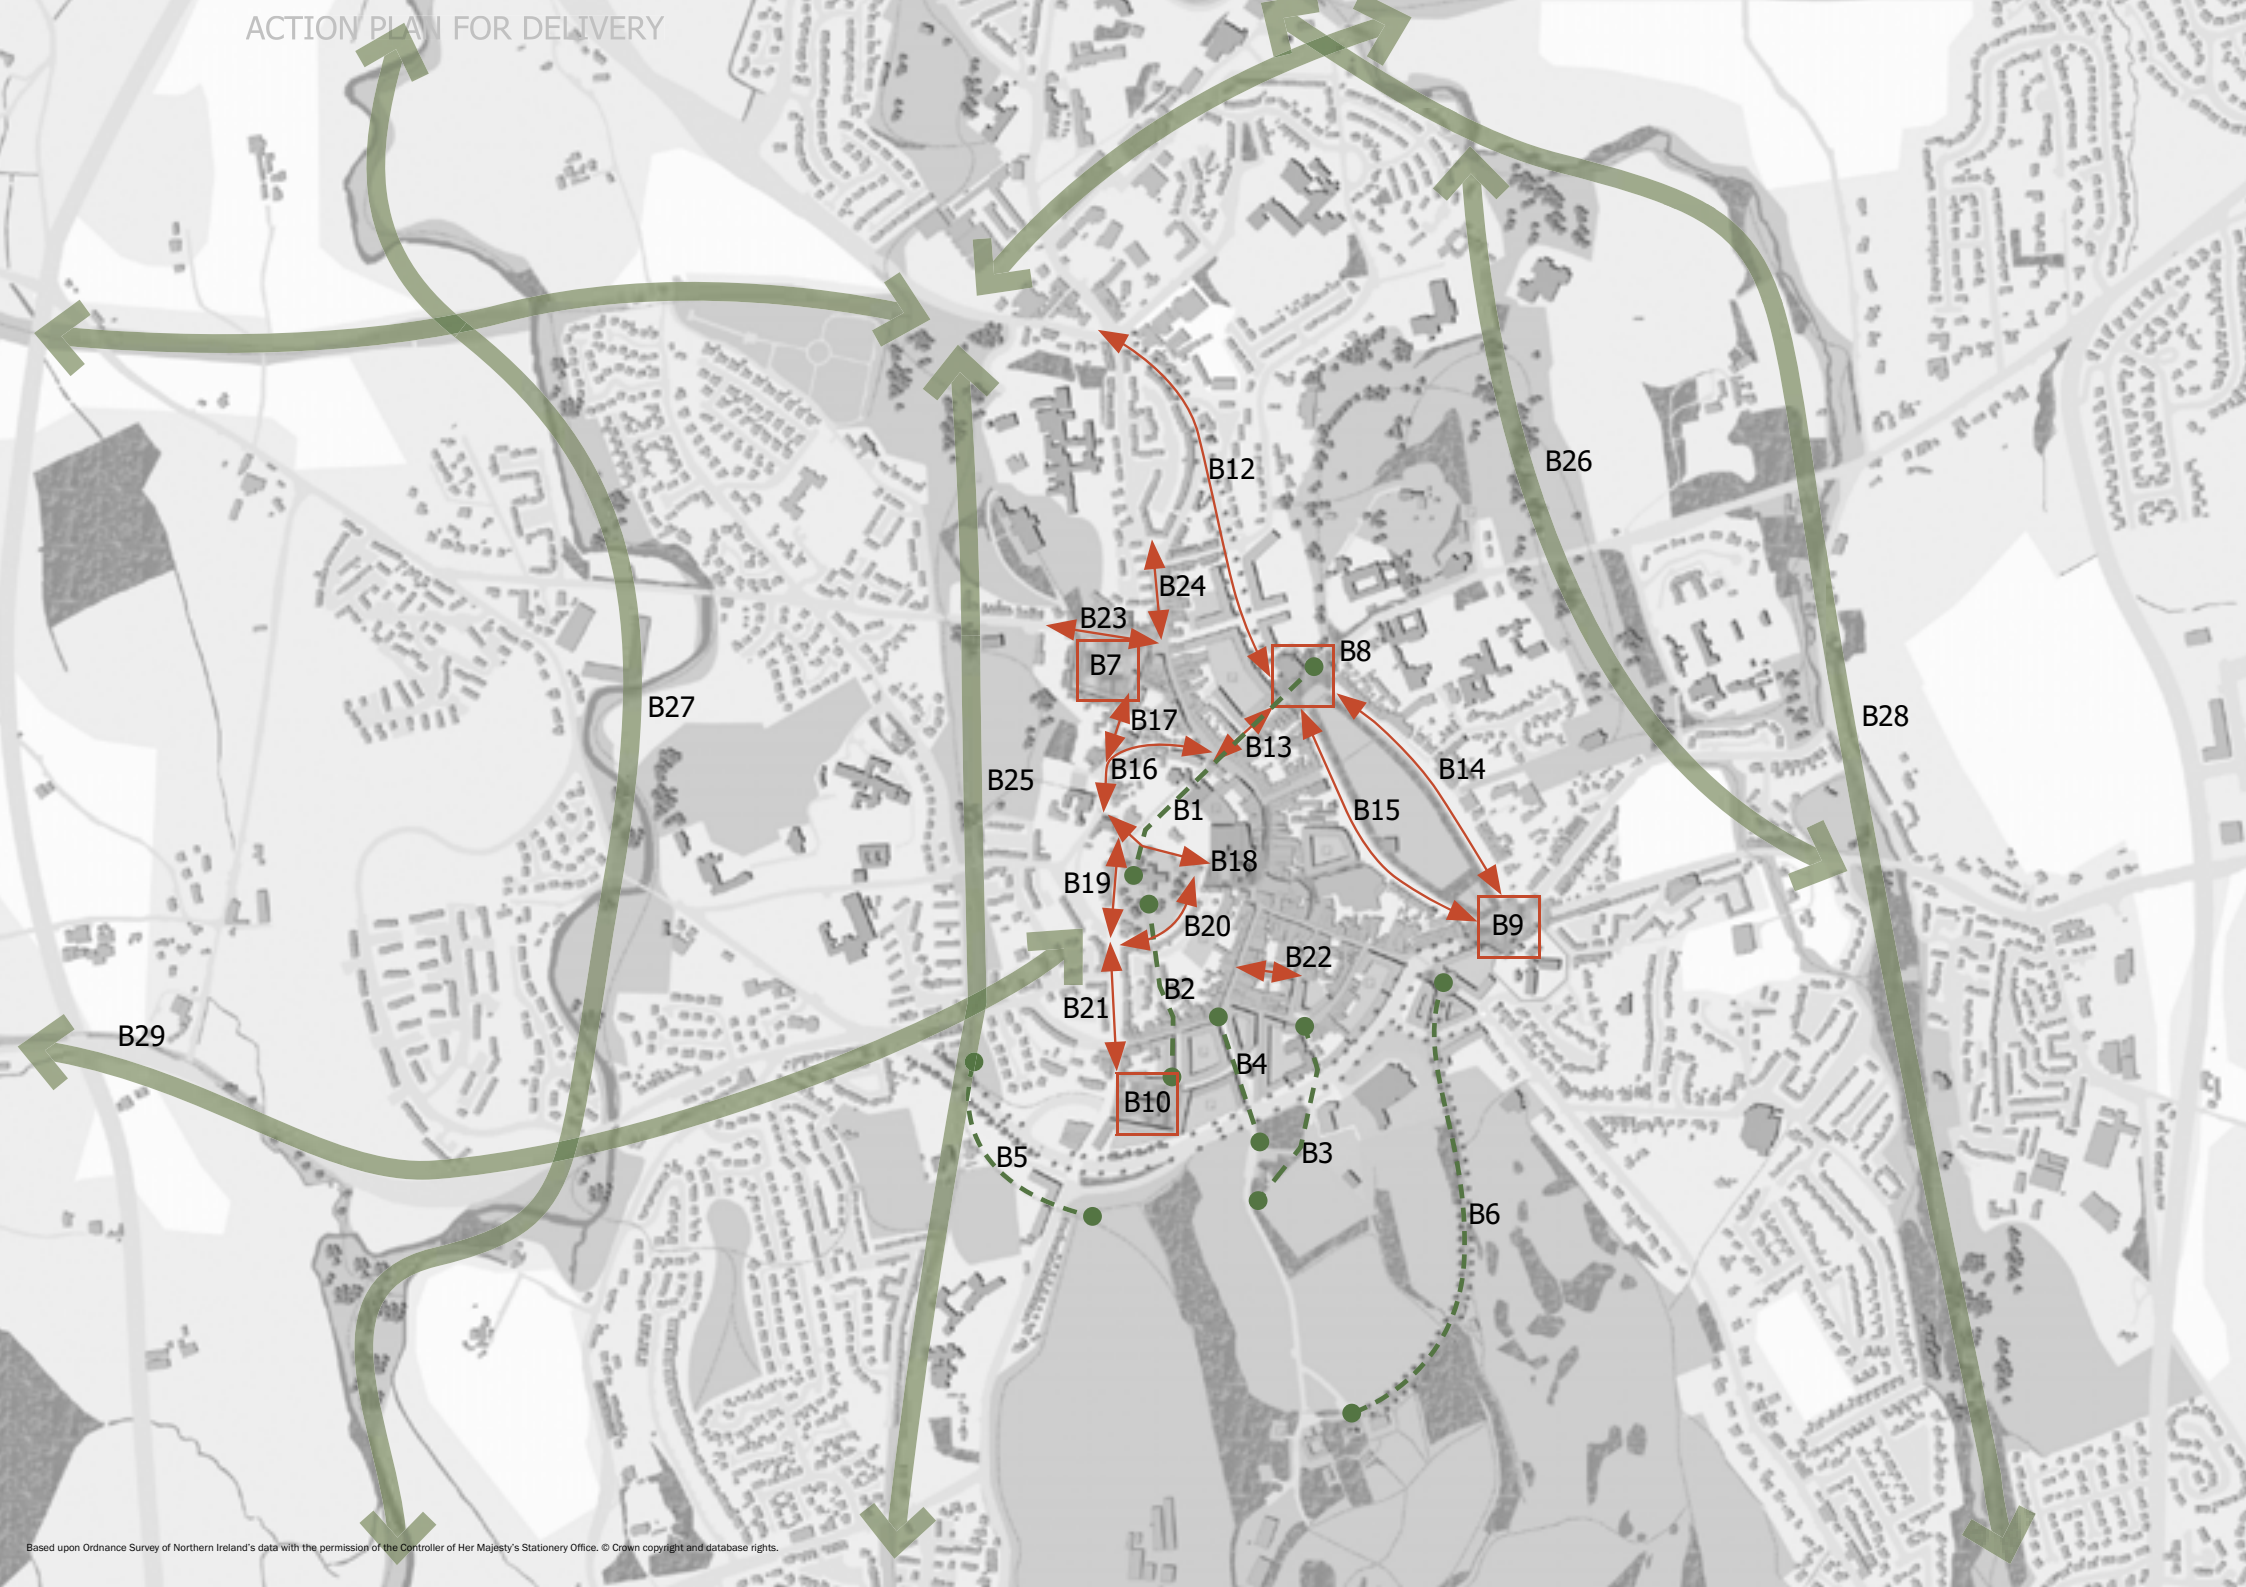 ACTION PLAN FOR DELIVERY
B12
B26
B24
B23
B7
B8
B27
B17
B28
B13
B16
B14
B25
B1
B15
B18
B19
B20
B9
B22
B2
B21
B29
B4
B10
B3
B5
B6
Based upon Ordnance Survey of Northern Ireland's data with the permission of the Controller of Her Majesty's Stationery Office. © Crown copyright and database rights.